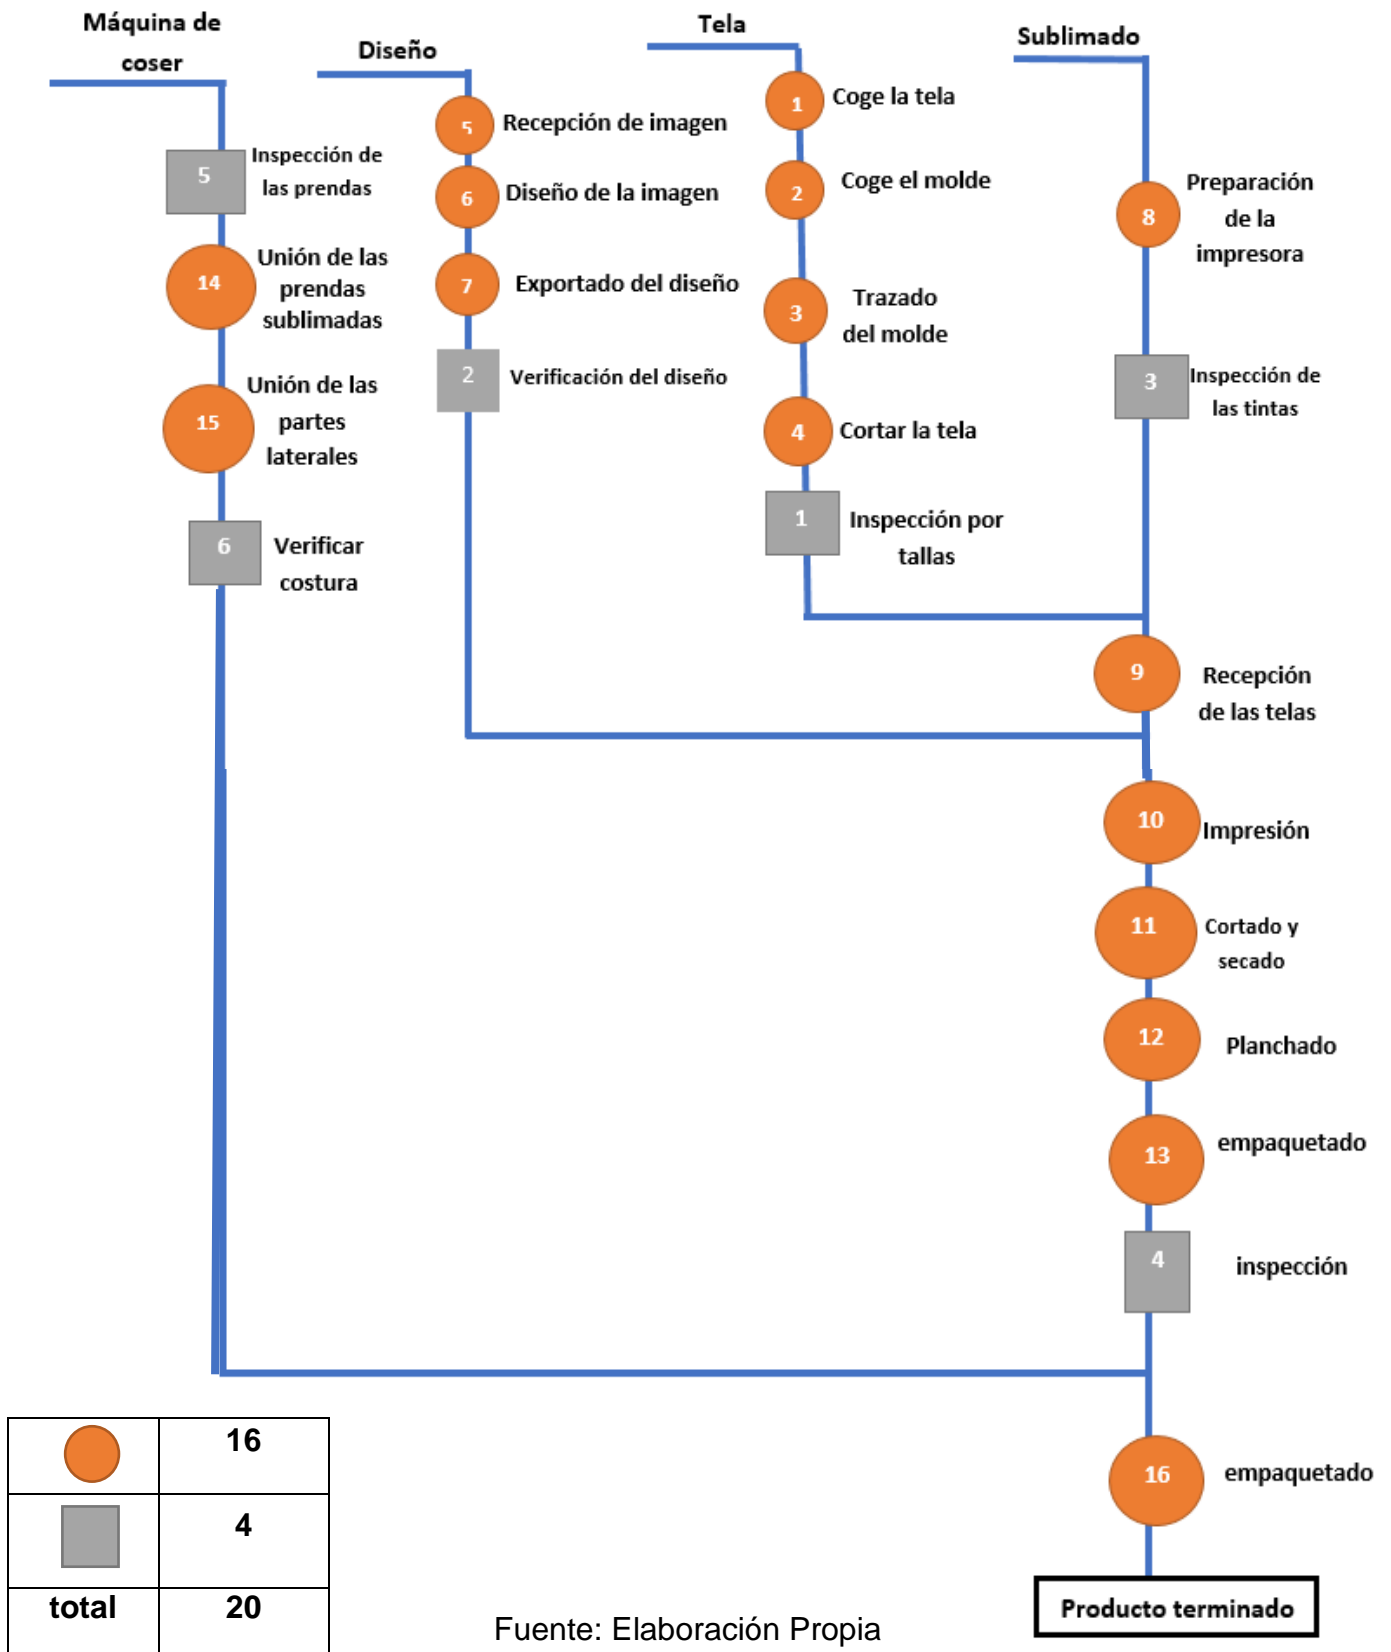 Máquina de
coser
5
Inspección de
las prendas
14
Unión de las
prendas
sublimadas
15
Unión de las
partes
laterales
6
Verificar
costura
Diseño
5
Recepción de imagen
6
Diseño de la imagen
7
Exportado del diseño
2
Verificación del diseño
Tela
1
Coge la tela
2
Coge el molde
3
Trazado
del molde
4
Cortar la tela
1
Inspección por
tallas
Sublimado
8
Preparación
de la
impresora
3
Inspección de
las tintas
9
Recepción
de las telas
10
Impresión
11
Cortado y
secado
12
Planchado
13
empaquetado
4
inspección
16
empaquetado
Producto terminado
16
4
total 20
Fuente: Elaboración Propia